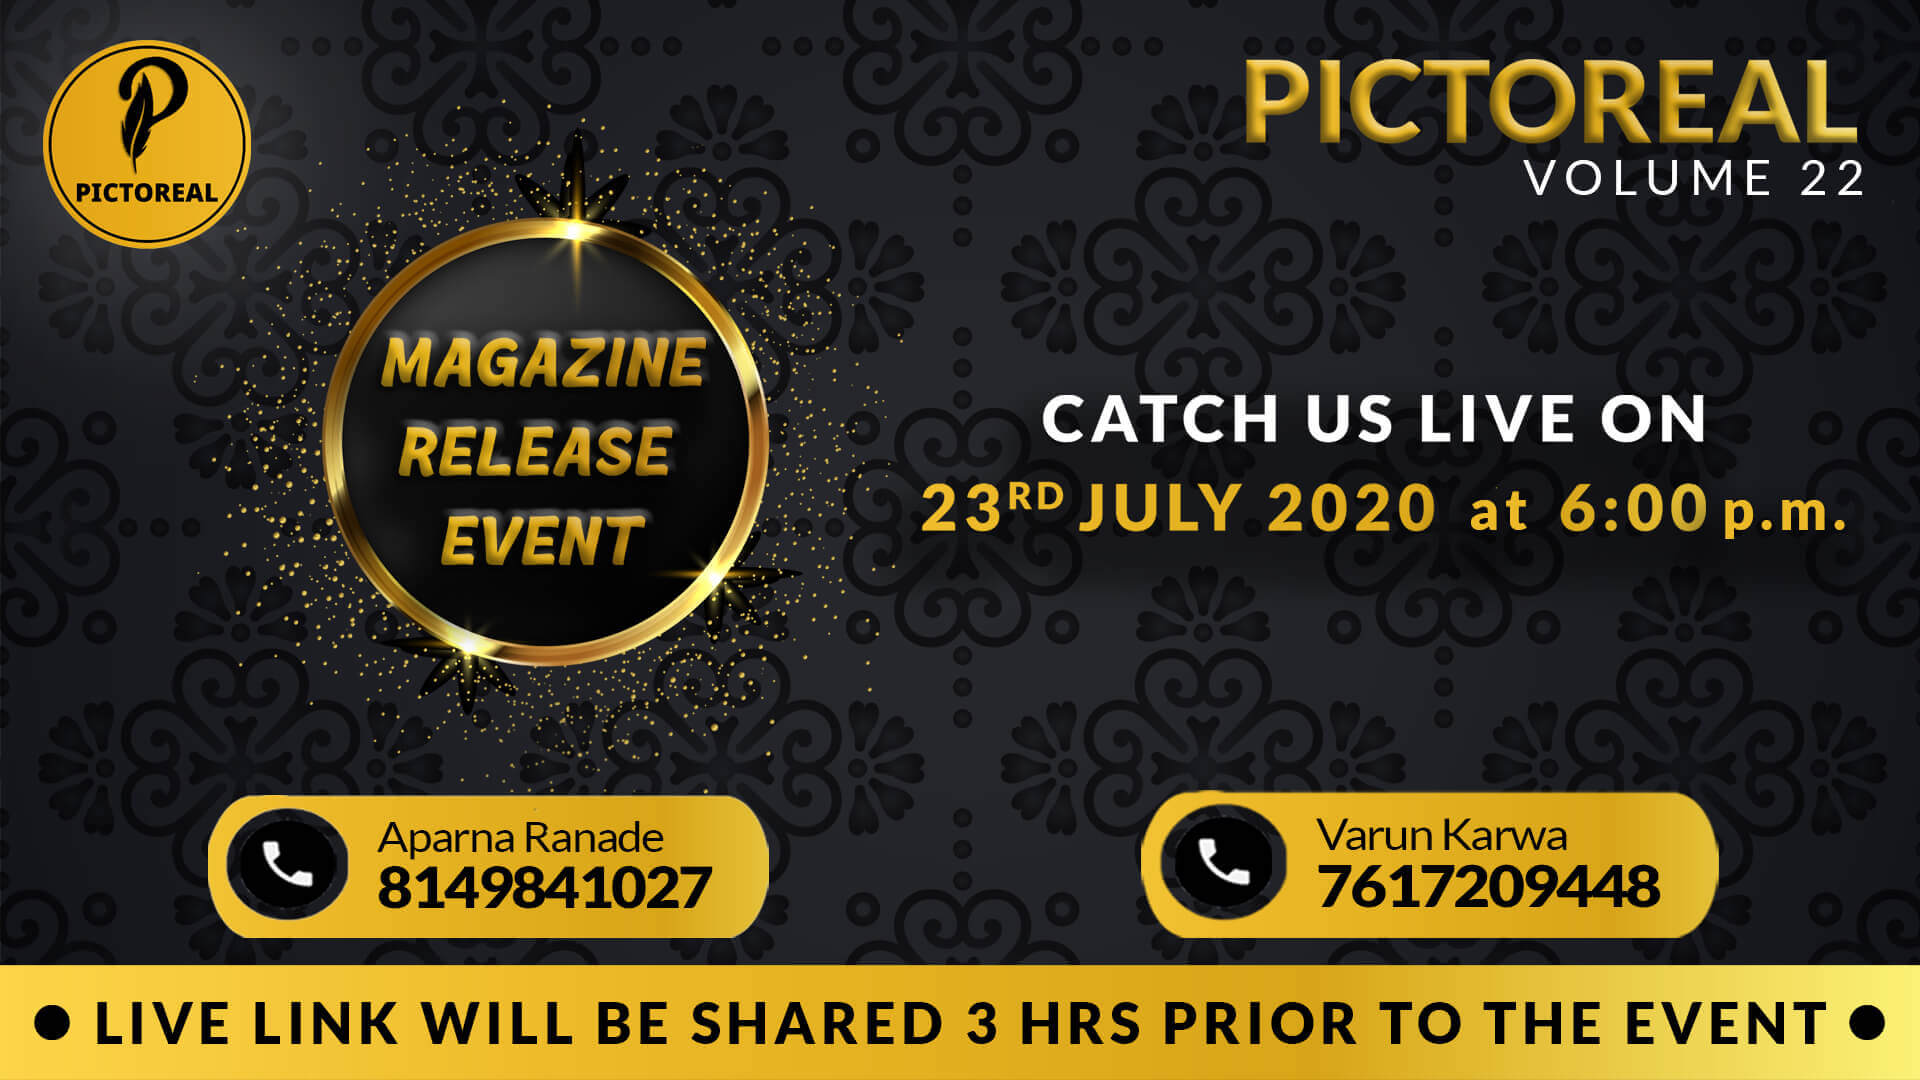 PICTOREAL
PICTOREAL
VOLUME 22
MAGAZINE
RELEASE
EVENT
CATCH US LIVE ON
23RD JULY 2020 at 6:00 p.m.
Aparna Ranade
8149841027
Varun Karwa
7617209448
● LIVE LINK WILL BE SHARED 3 HRS PRIOR TO THE EVENT ●